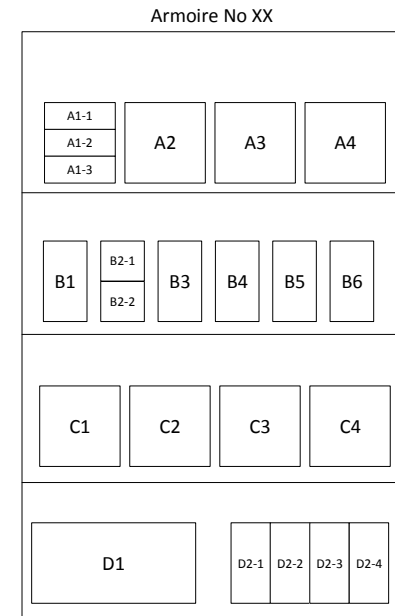 Armoire No XX
A1-1
A1-2
A1-3
A2
A3
A4
B1
B2-1
B2-2
B3
B4
B5
B6
C1
C2
C3
C4
D1
D2-1
D2-2
D2-3
D2-4